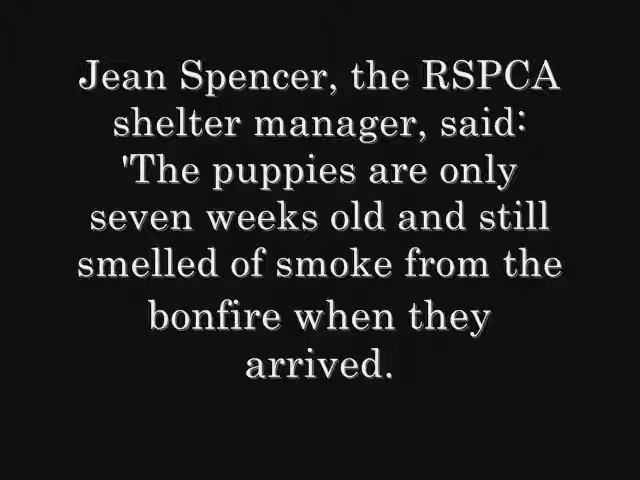 Jean Spencer, the RSPCA
shelter manager, said:
'The puppies are only
seven weeks old and still
smelled of smoke from the
bonfire when they
arrived.